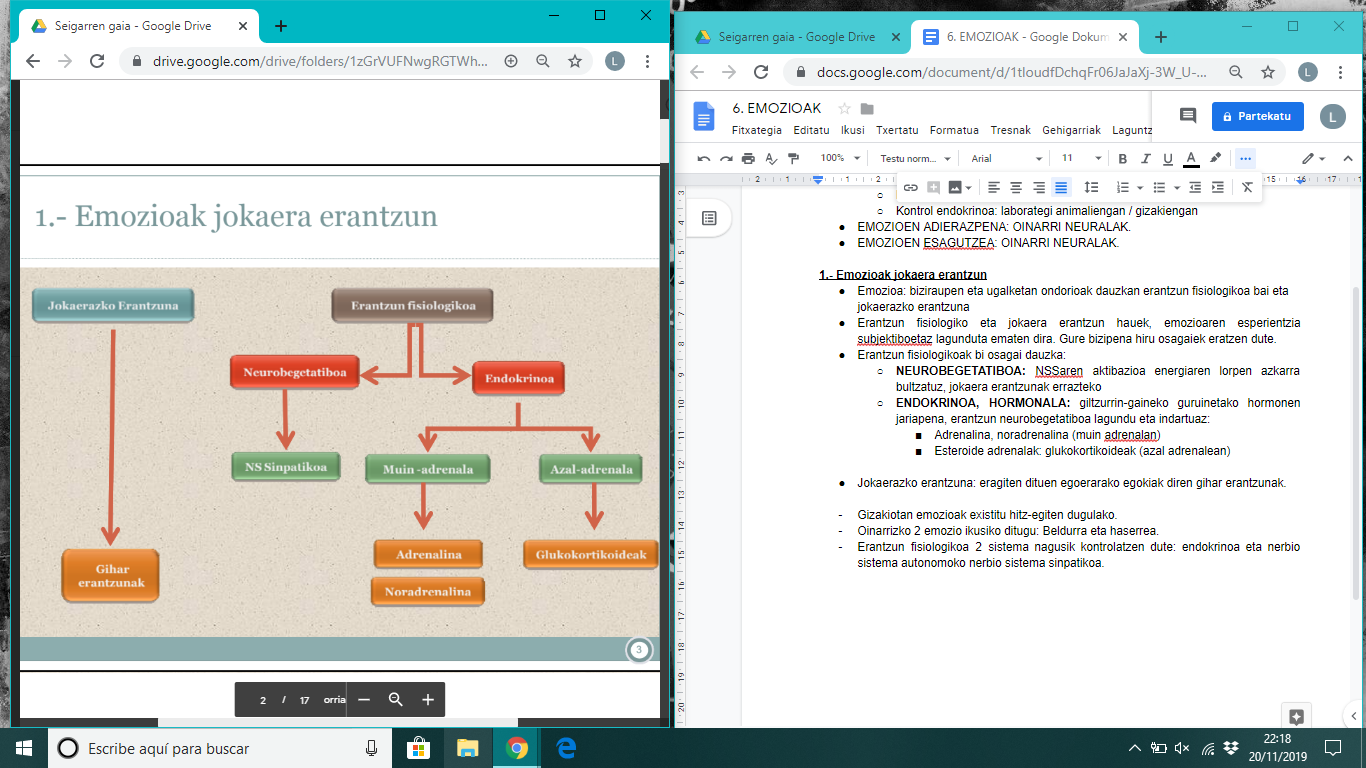 Seigarren gaia - Google Drive
drive.google.com/drive/folders/1zGrVUFNwgRGTWh...
L
1.- Emozioak jokaera erantzun
Jokaerazko Erantzuna
Erantzun fisiologikoa
Neurobegetatiboa
Endokrinoa
NS Sinpatikoa
Muin -adrenala
Azal-adrenala
Gihar
erantzunak
Adrenalina
Glukokortikoideak
Noradrenalina
3
2 / 17 orria
Seigarren gaia - Google Drive
6. EMOZIOAK - Google Dokum
docs.google.com/document/d/1tIoudfDchqFr06JaJaXj-3W_U-...
L
6. EMOZIOAK
Fitxategia Editatu Ikusi Txertatu Formatua Tresnak Gehigarriak Laguntz
Partekatu
L
100% Testu norm... Arial 11 B I U A
Kontrol endokrinoa: laborategi animaliengan / gizakiengan
EMOZIOEN ADIERAZPENA: OINARRI NEURALAK.
EMOZIOEN ESAGUTZEA: OINARRI NEURALAK.
1.- Emozioak jokaera erantzun
Emozioa: biziraupen eta ugalketan ondorioak dauzkan erantzun fisiologikoa bai eta
jokaerazko erantzuna
Erantzun fisiologiko eta jokaera erantzun hauek, emozioaren esperientzia
subjektiboetaz lagunduta ematen dira. Gure bizipena hiru osagaiek eratzen dute.
Erantzun fisiologikoak bi osagai dauzka:
NEUROBEGETATIBOA: NSSaren aktibazioa energiaren lorpen azkarra
bultzatuz, jokaera erantzunak errazteko
ENDOKRINOA, HORMONALA: giltzurrin-gaineko guruinetako hormonen
jariapena, erantzun neurobegetatiboa lagundu eta indartuaz:
Adrenalina, noradrenalina (muin adrenalan)
Esteroide adrenalak: glukokortikoideak (azal adrenalean)
Jokaerazko erantzuna: eragiten dituen egoerarako egokiak diren gihar erantzunak.
- Gizakiotan emozioak existitu hitz-egiten dugulako.
- Oinarrizko 2 emozio ikusiko ditugu: Beldurra eta haserrea.
- Erantzun fisiologikoa 2 sistema nagusik kontrolatzen dute: endokrinoa eta nerbio
sistema autonomoko nerbio sistema sinpatikoa.
Escribe aquí para buscar
22:18
20/11/2019